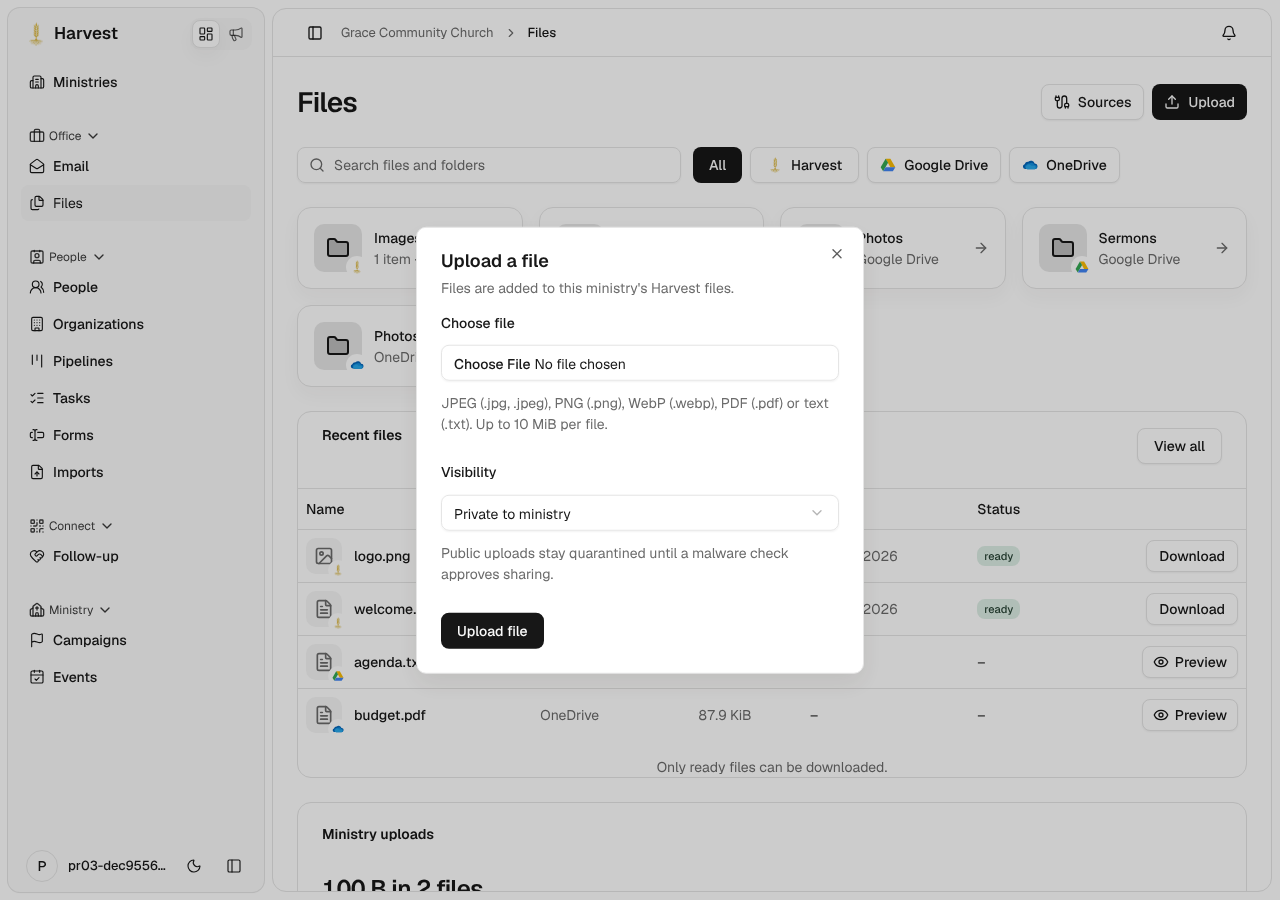 Harvest
Ministries
Office
Email
Files
People
People
Organizations
Pipelines
Tasks
Forms
Imports
Connect
Follow-up
Ministry
Campaigns
Events
P
pr03-dec9556…
Grace Community Church
Files
Files
Sources
Upload
Search files and folders
All
Harvest
Google Drive
OneDrive
Images
1 item
Photos
Google Drive
Sermons
Google Drive
Photos
Upload a file
Files are added to this ministry's Harvest files.
Choose file
Choose File No file chosen
JPEG (.jpg, .jpeg), PNG (.png), WebP (.webp), PDF (.pdf) or text
(.txt). Up to 10 MiB per file.
Visibility
Private to ministry
Public uploads stay quarantined until a malware check
approves sharing.
Upload file
Recent files
View all
Name
Status
logo.png
2026
ready
Download
welcome.
2026
ready
Download
agenda.tx
–
Preview
budget.pdf
OneDrive
87.9 KiB
–
–
Preview
Only ready files can be downloaded.
Ministry uploads
100 B in 2 files